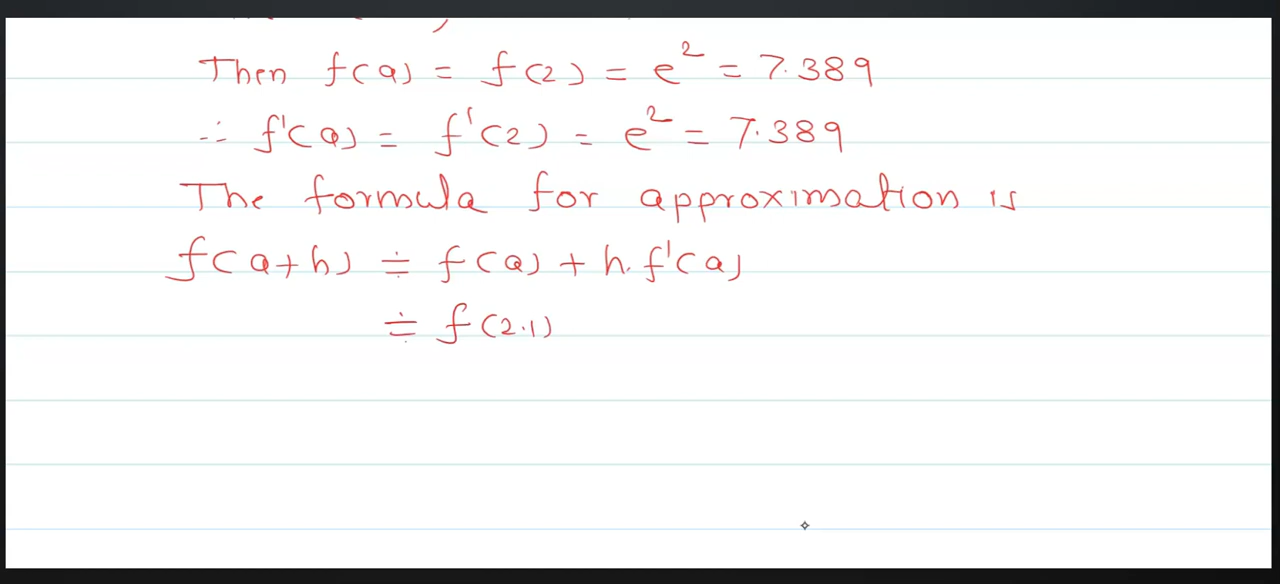 Then f(a) = f(2) = e² = 7.389
∴ f'(a) = f'(2) = e² = 7.389
The formula for approximation is
f(a+h) ≑ f(a) + h.f'(a)
≑ f(2.1)